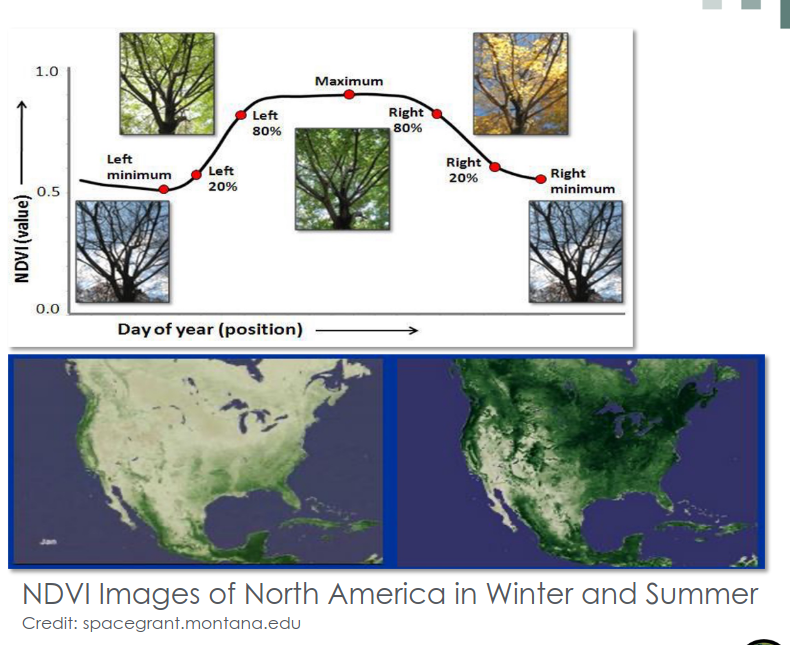 1.0
Maximum
Left
80%
Right
80%
Left
minimum
Left
20%
Right
20%
Right
minimum
0.5
NDVI (value)
0.0
Day of year (position)
Jan
NDVI Images of North America in Winter and Summer
Credit: spacegrant.montana.edu